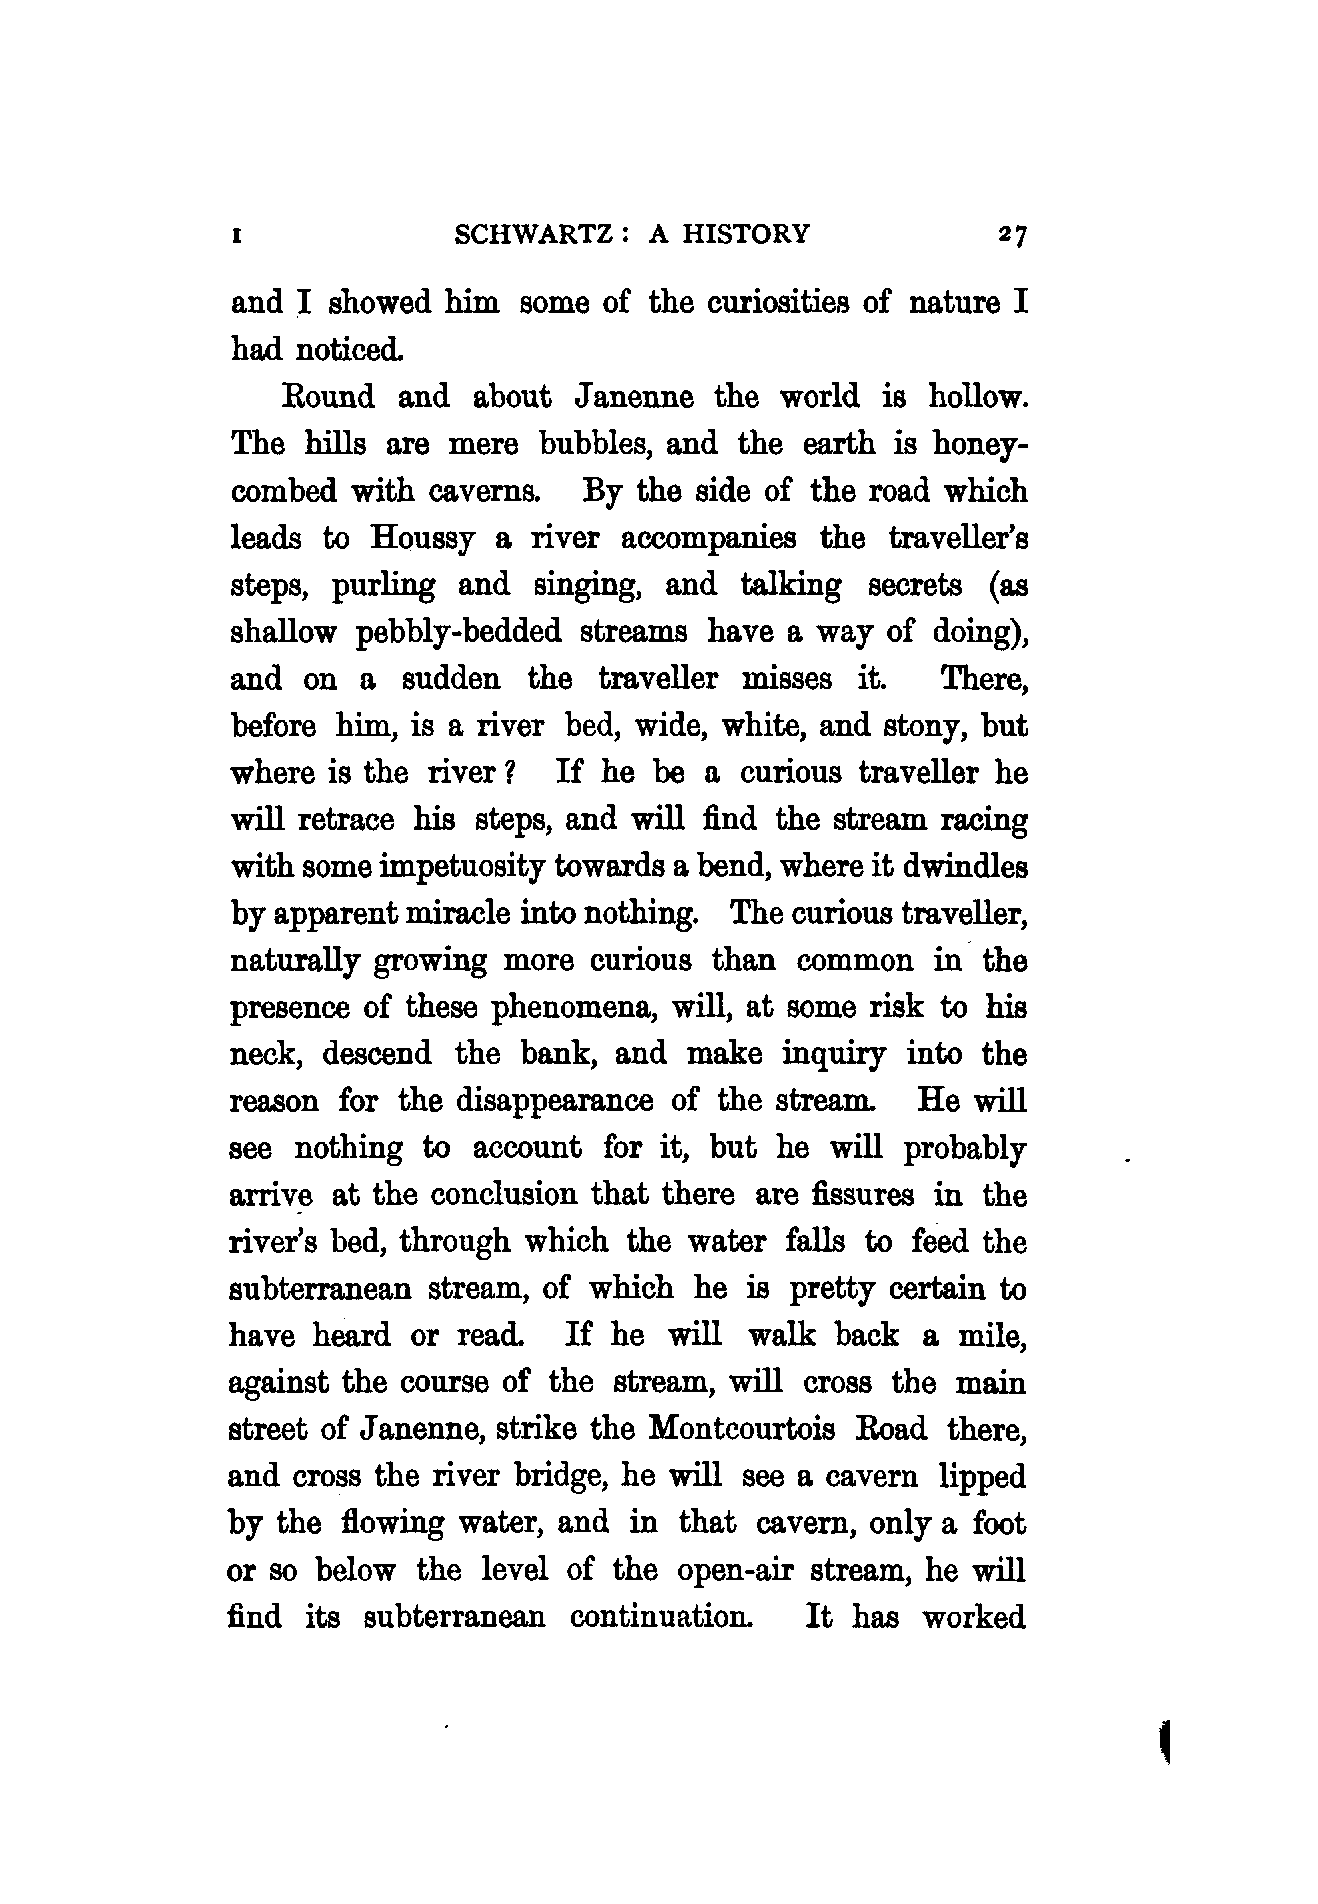 I SCHWARTZ: A HISTORY 27
and I showed him some of the curiosities of nature I
had noticed.
Round and about Janenne the world is hollow.
The hills are mere bubbles, and the earth is honey-
combed with caverns. By the side of the road which
leads to Houssy a river accompanies the traveller's
steps, purling and singing, and talking secrets (as
shallow pebbly-bedded streams have a way of doing),
and on a sudden the traveller misses it. There,
before him, is a river bed, wide, white, and stony, but
where is the river? If he be a curious traveller he
will retrace his steps, and will find the stream racing
with some impetuosity towards a bend, where it dwindles
by apparent miracle into nothing. The curious traveller,
naturally growing more curious than common in the
presence of these phenomena, will, at some risk to his
neck, descend the bank, and make inquiry into the
reason for the disappearance of the stream. He will
see nothing to account for it, but he will probably
arrive at the conclusion that there are fissures in the
river's bed, through which the water falls to feed the
subterranean stream, of which he is pretty certain to
have heard or read. If he will walk back a mile,
against the course of the stream, will cross the main
street of Janenne, strike the Montcourtois Road there,
and cross the river bridge, he will see a cavern lipped
by the flowing water, and in that cavern, only a foot
or so below the level of the open-air stream, he will
find its subterranean continuation. It has worked